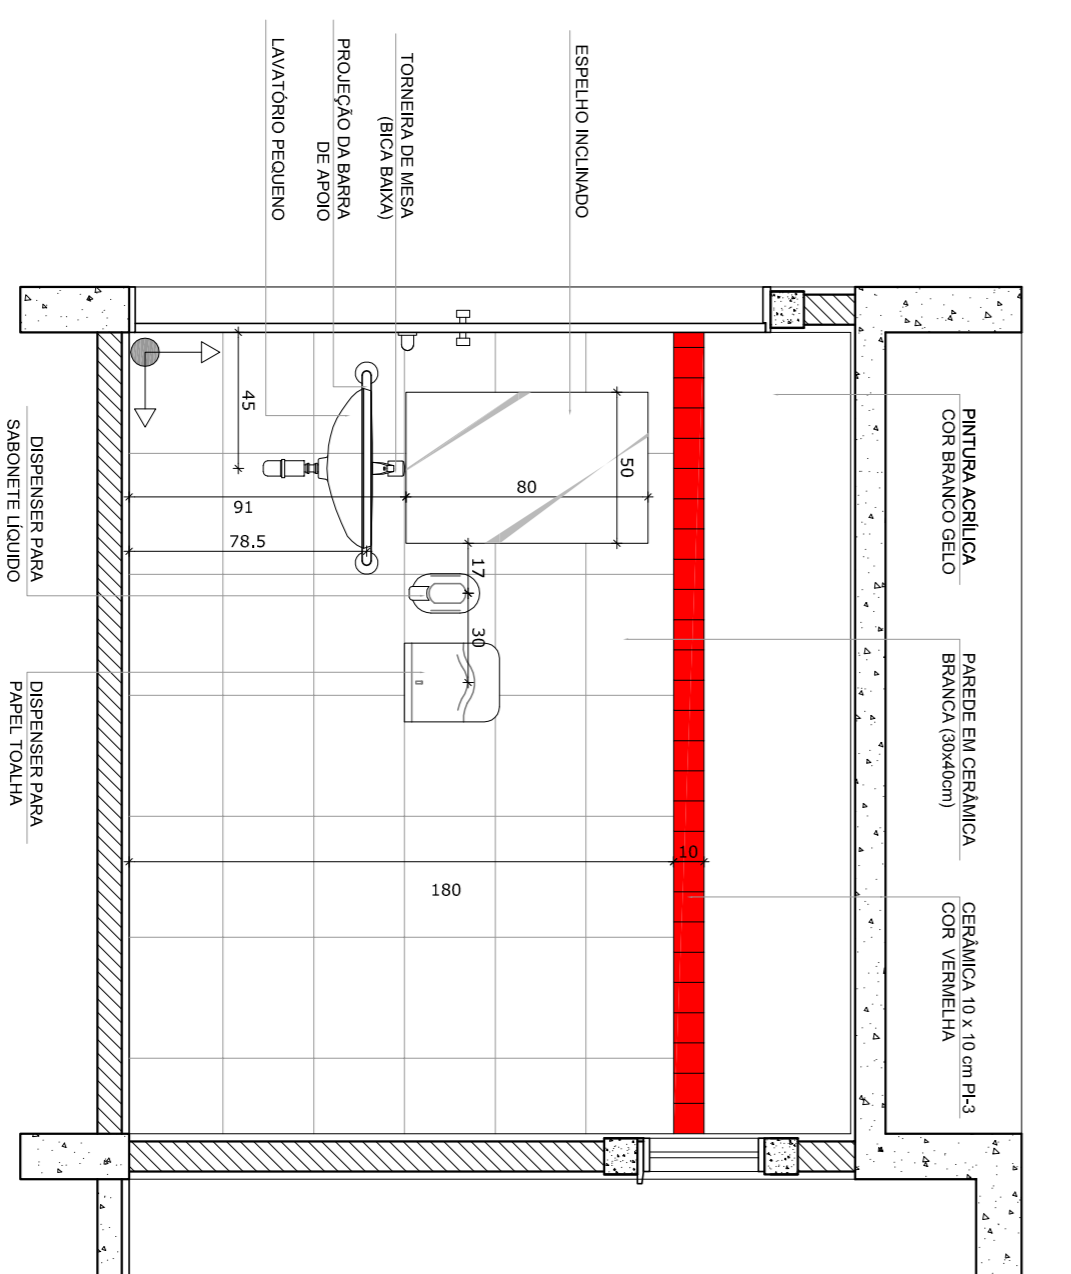 PINTURA ACRÍLICA
COR BRANCO GELO
PAREDE EM CERÂMICA
BRANCA (30x40cm)
CERÂMICA 10 x 10 cm PI-3
COR VERMELHA
ESPELHO INCLINADO
TORNEIRA DE MESA
(BICA BAIXA)
PROJEÇÃO DA BARRA
DE APOIO
LAVATÓRIO PEQUENO
10
50
80
17
30
45
91
78,5
180
DISPENSER PARA
SABONETE LÍQUIDO
DISPENSER PARA
PAPEL TOALHA